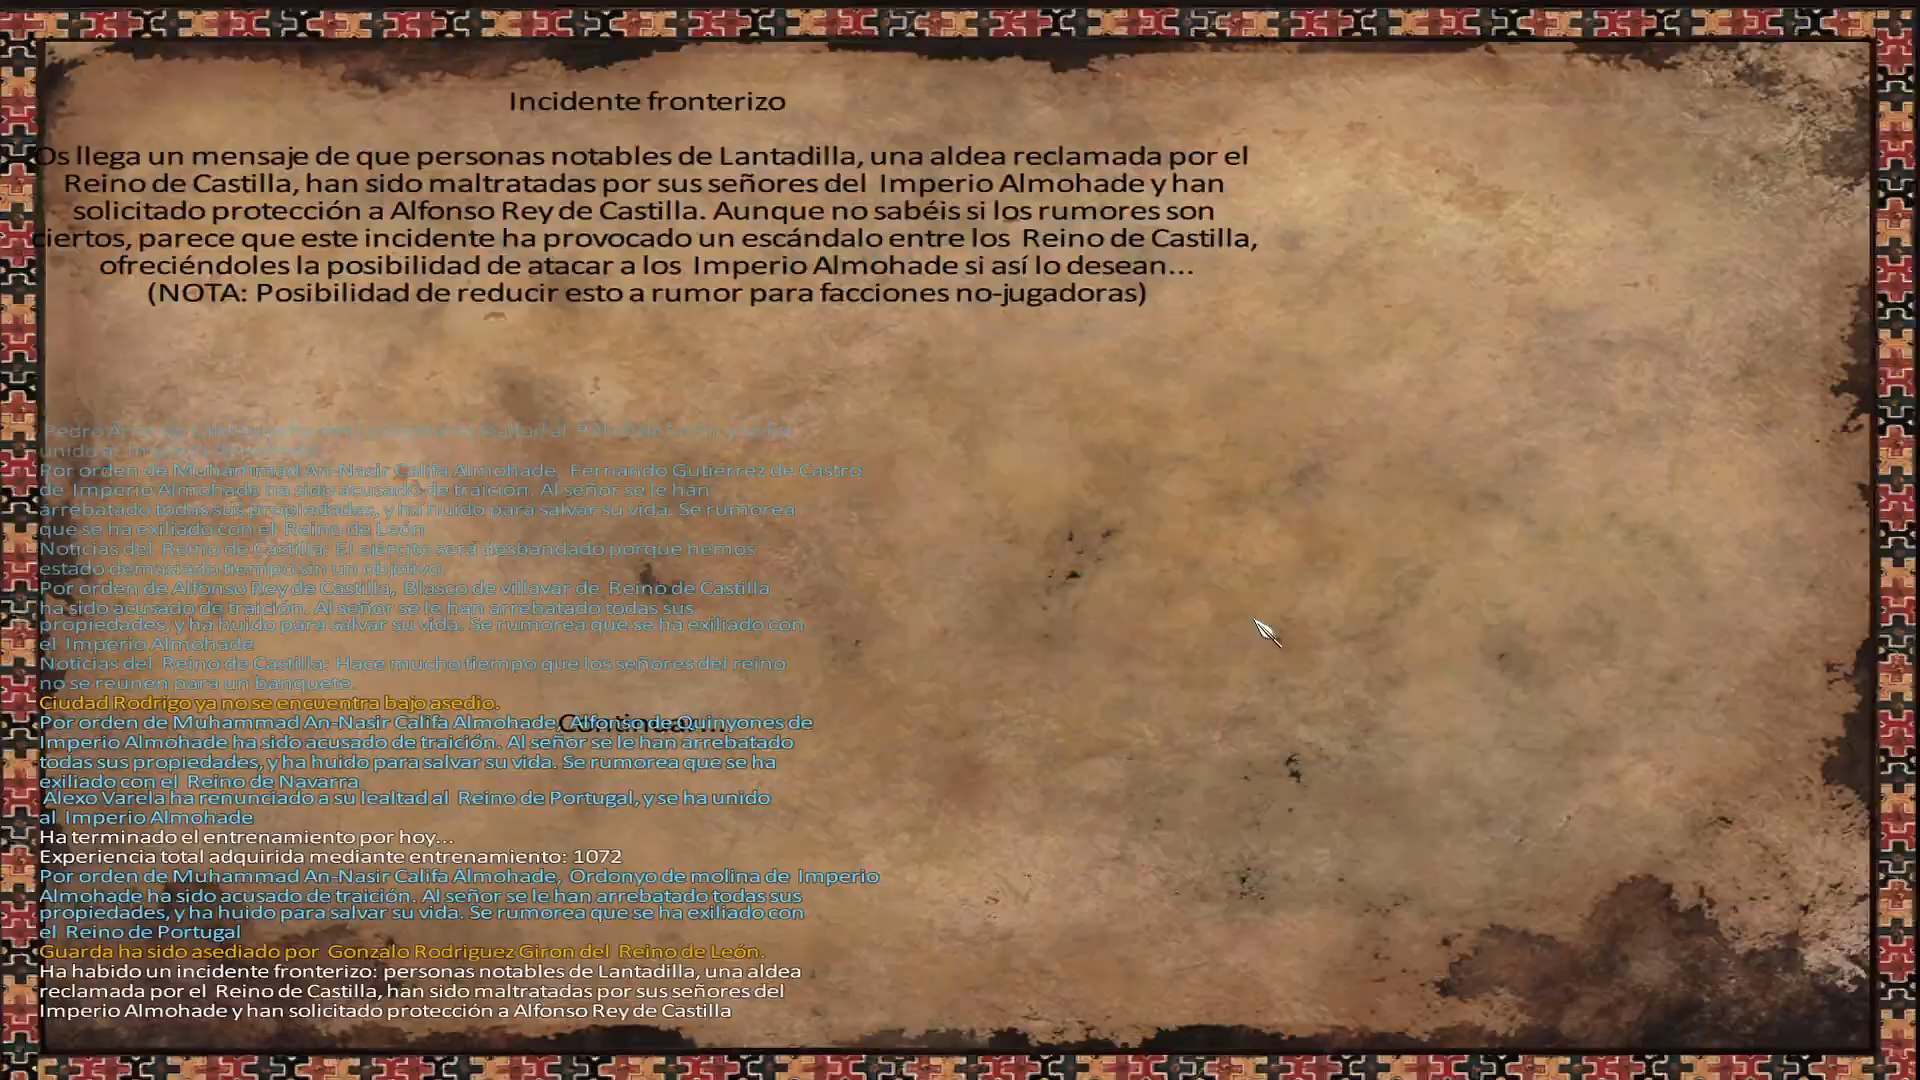 Incidente fronterizo
Os llega un mensaje de que personas notables de Lantadilla, una aldea reclamada por el
Reino de Castilla, han sido maltratadas por sus señores del Imperio Almohade y han
solicitado protección a Alfonso Rey de Castilla. Aunque no sabéis si los rumores son
ciertos, parece que este incidente ha provocado un escándalo entre los Reino de Castilla,
ofreciéndoles la posibilidad de atacar a los Imperio Almohade si así lo desean...
(NOTA: Posibilidad de reducir esto a rumor para facciones no-jugadoras)
Por orden de Muhammad An-Nasir Califa Almohade, Fernando Gutiérrez de Castro
de Imperio Almohade ha sido acusado de traición. Al señor se le han
arrebatado todas sus propiedades, y ha huido para salvar su vida. Se rumorea
que se ha exiliado con el Reino de León
Noticias del Reino de Castilla: El ejército será desbandado porque hemos
estado demasiado tiempo sin un objetivo.
Por orden de Alfonso Rey de Castilla, Blasco de villavar de Reino de Castilla
ha sido acusado de traición. Al señor se le han arrebatado todas sus
propiedades, y ha huido para salvar su vida. Se rumorea que se ha exiliado con
el Imperio Almohade
Noticias del Reino de Castilla: Hace mucho tiempo que los señores del reino
no se reúnen para un banquete.
Ciudad Rodrigo ya no se encuentra bajo asedio.
Continuar...
Por orden de Muhammad An-Nasir Califa Almohade, Alfonso de Quinyones de
Imperio Almohade ha sido acusado de traición. Al señor se le han arrebatado
todas sus propiedades, y ha huido para salvar su vida. Se rumorea que se ha
exiliado con el Reino de Navarra
Alexo Varela ha renunciado a su lealtad al Reino de Portugal, y se ha unido
al Imperio Almohade
Ha terminado el entrenamiento por hoy...
Experiencia total adquirida mediante entrenamiento: 1072
Por orden de Muhammad An-Nasir Califa Almohade, Ordonyo de molina de Imperio
Almohade ha sido acusado de traición. Al señor se le han arrebatado todas sus
propiedades, y ha huido para salvar su vida. Se rumorea que se ha exiliado con
el Reino de Portugal
Guarda ha sido asediado por Gonzalo Rodriguez Giron del Reino de León.
Ha habido un incidente fronterizo: personas notables de Lantadilla, una aldea
reclamada por el Reino de Castilla, han sido maltratadas por sus señores del
Imperio Almohade y han solicitado protección a Alfonso Rey de Castilla